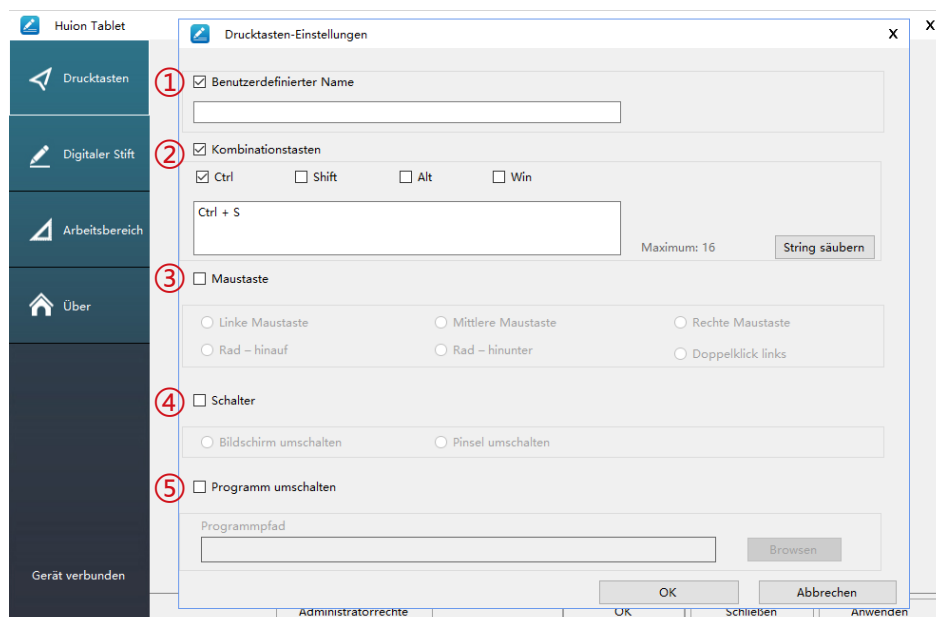 Huion Tablet
X
Drucktasten-Einstellungen
X
Drucktasten
Digitaler Stift
Arbeitsbereich
Über
Gerät verbunden
① Benutzerdefinierter Name
② Kombinationstasten
Ctrl Shift Alt Win
Ctrl + S
Maximum: 16 String säubern
③ Maustaste
Linke Maustaste Mittlere Maustaste Rechte Maustaste
Rad – hinauf Rad – hinunter Doppelklick links
④ Schalter
Bildschirm umschalten Pinsel umschalten
⑤ Programm umschalten
Programmpfad
Browsen
OK Abbrechen
Administratorrechte OK Schließen Anwenden